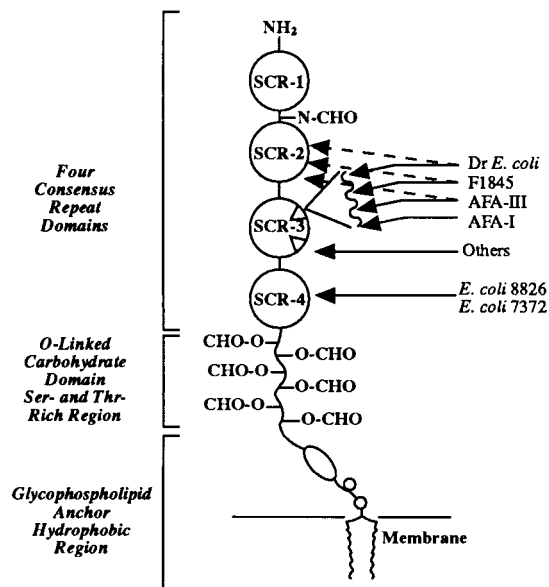 NH₂
SCR-1
N-CHO
SCR-2
SCR-3
SCR-4
Four
Consensus
Repeat
Domains
Dr E. coli
F1845
AFA-III
AFA-I
Others
E. coli 8826
E. coli 7372
O-Linked
Carbohydrate
Domain
Ser- and Thr-
Rich Region
CHO-O
O-CHO
CHO-O
O-CHO
CHO-O
O-CHO
Glycophospholipid
Anchor
Hydrophobic
Region
Membrane